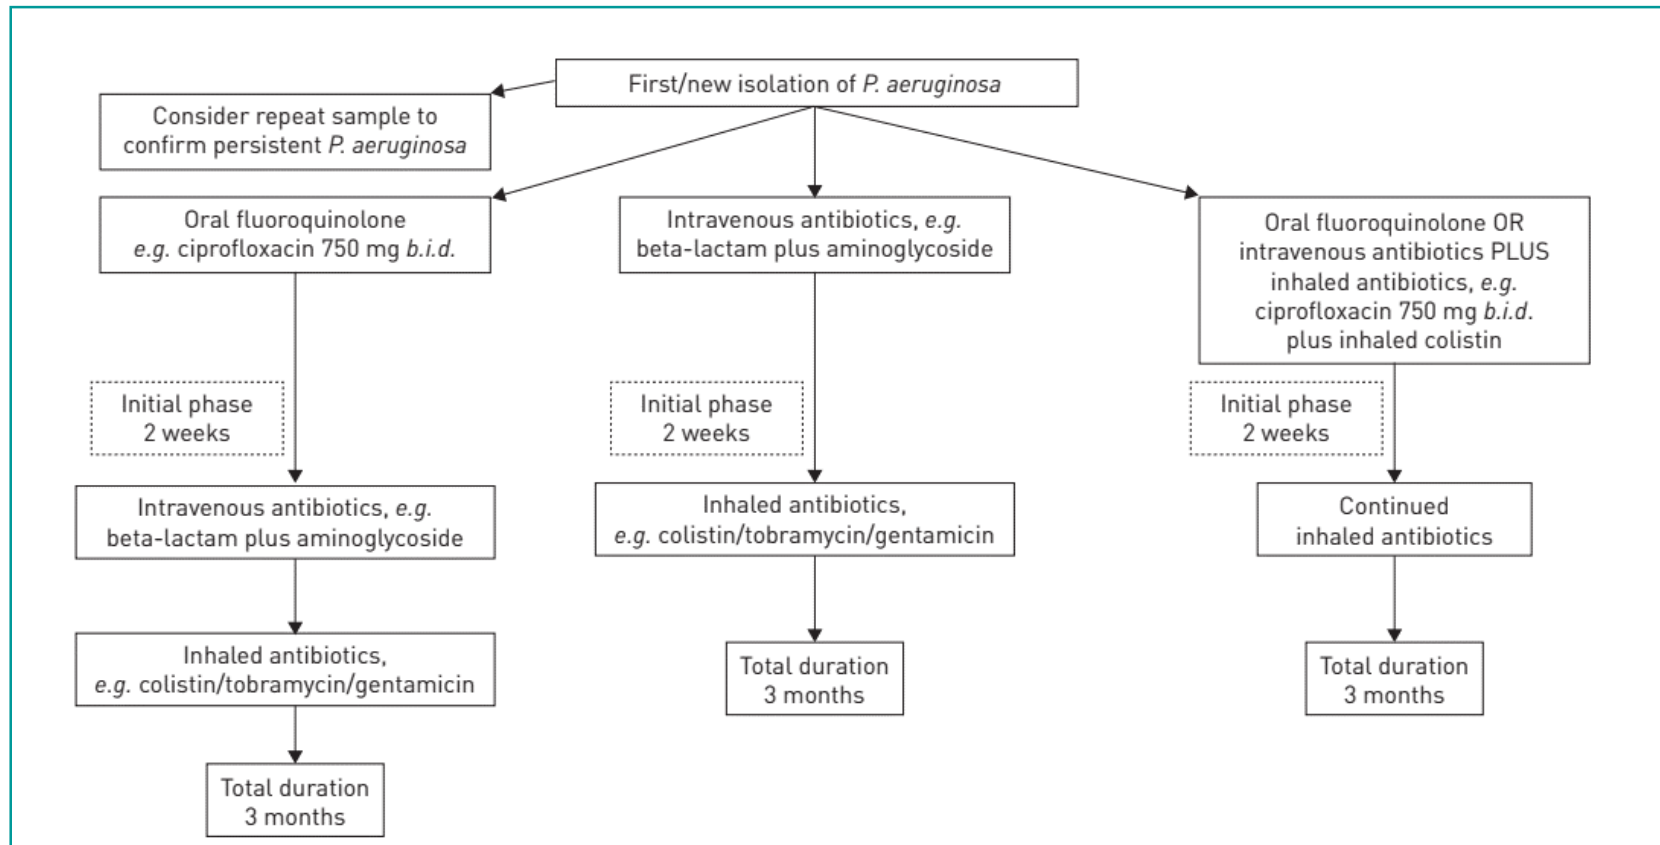 First/new isolation of P. aeruginosa
Consider repeat sample to
confirm persistent P. aeruginosa
Oral fluoroquinolone
e.g. ciprofloxacin 750 mg b.i.d.
Initial phase
2 weeks
Intravenous antibiotics, e.g.
beta-lactam plus aminoglycoside
Inhaled antibiotics,
e.g. colistin/tobramycin/gentamicin
Total duration
3 months
Intravenous antibiotics, e.g.
beta-lactam plus aminoglycoside
Initial phase
2 weeks
Inhaled antibiotics,
e.g. colistin/tobramycin/gentamicin
Total duration
3 months
Oral fluoroquinolone OR
intravenous antibiotics PLUS
inhaled antibiotics, e.g.
ciprofloxacin 750 mg b.i.d.
plus inhaled colistin
Initial phase
2 weeks
Continued
inhaled antibiotics
Total duration
3 months